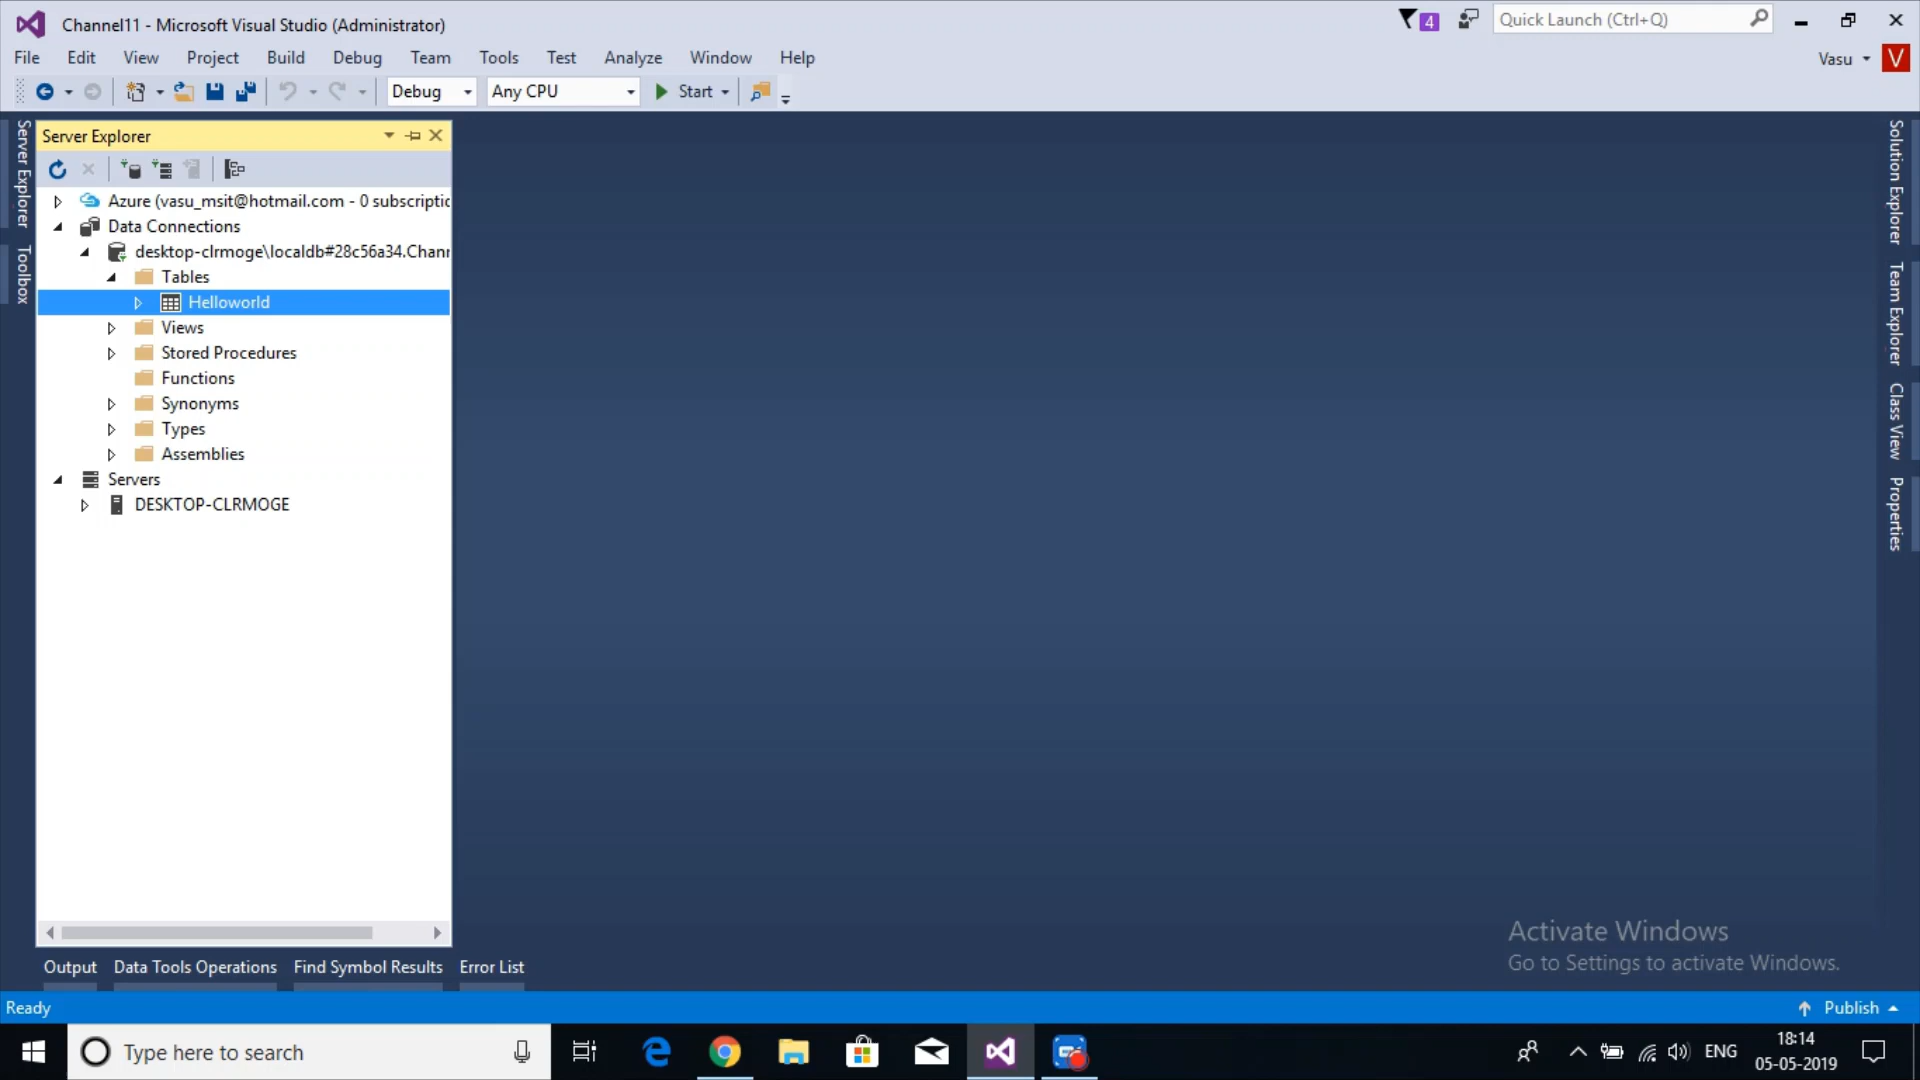 Channel11 - Microsoft Visual Studio (Administrator)
4
Quick Launch (Ctrl+Q)
File Edit View Project Build Debug Team Tools Test Analyze Window Help
Vasu
V
Debug
Any CPU
Start
Server Explorer
Toolbox
Server Explorer
Azure (vasu_msit@hotmail.com - 0 subscriptic
Data Connections
desktop-clrmoge\localdb#28c56a34.Chanr
Tables
Helloworld
Views
Stored Procedures
Functions
Synonyms
Types
Assemblies
Servers
DESKTOP-CLRMOGE
Solution Explorer
Team Explorer
Class View
Properties
Activate Windows
Go to Settings to activate Windows.
Output Data Tools Operations Find Symbol Results Error List
Ready
Publish
Type here to search
ENG
18:14
05-05-2019